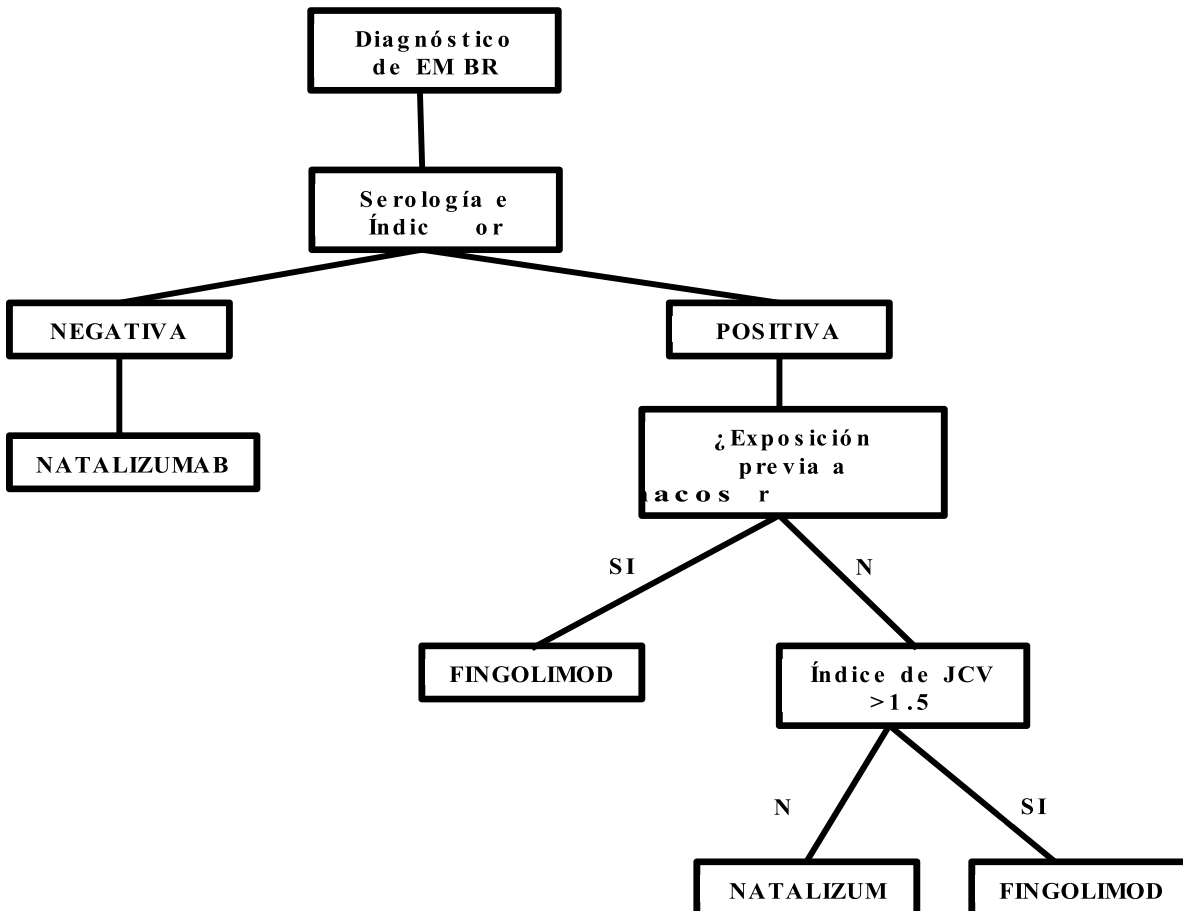 Diagnóstico
de EM BR
Serología e
Índic or
NEGATIVA
POSITIVA
NATALIZUMAB
¿Exposición
previa a
acos r
SI
N
FINGOLIMOD
Índice de JCV
>1.5
N
SI
NATALIZUM
FINGOLIMOD